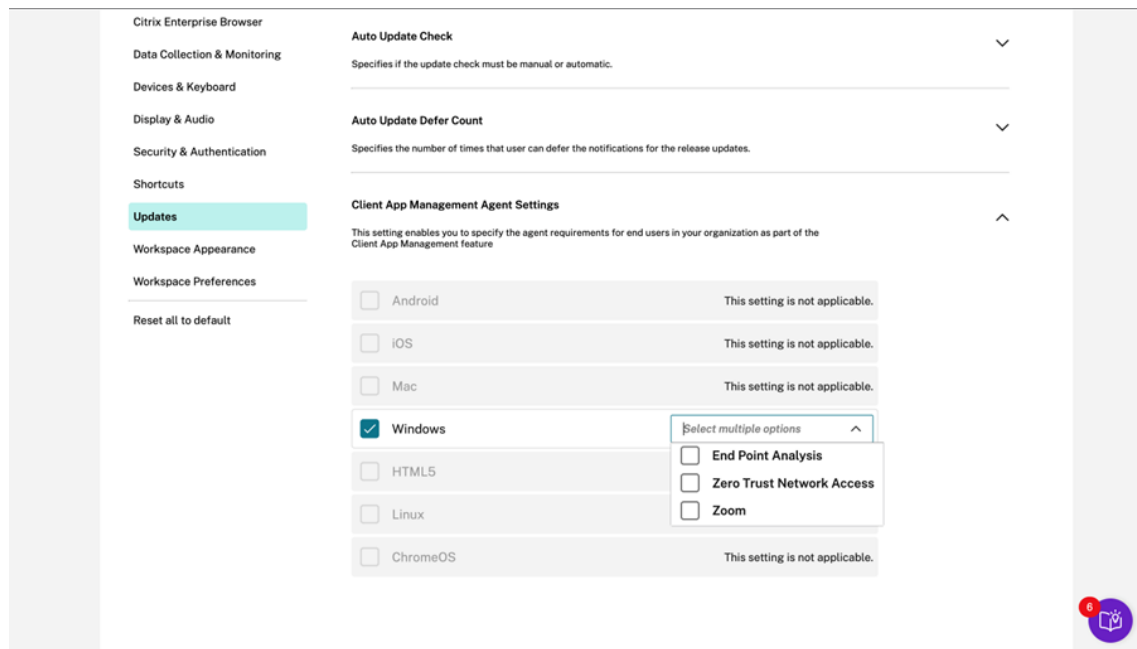 Citrix Enterprise Browser
Data Collection & Monitoring
Devices & Keyboard
Display & Audio
Security & Authentication
Shortcuts
Updates
Workspace Appearance
Workspace Preferences
Reset all to default
Auto Update Check
Specifies if the update check must be manual or automatic.
Auto Update Defer Count
Specifies the number of times that user can defer the notifications for the release updates.
Client App Management Agent Settings
This setting enables you to specify the agent requirements for end users in your organization as part of the
Client App Management feature
Android This setting is not applicable.
iOS This setting is not applicable.
Mac This setting is not applicable.
Windows Select multiple options
End Point Analysis
Zero Trust Network Access
Zoom
HTML5
Linux
ChromeOS This setting is not applicable.
6